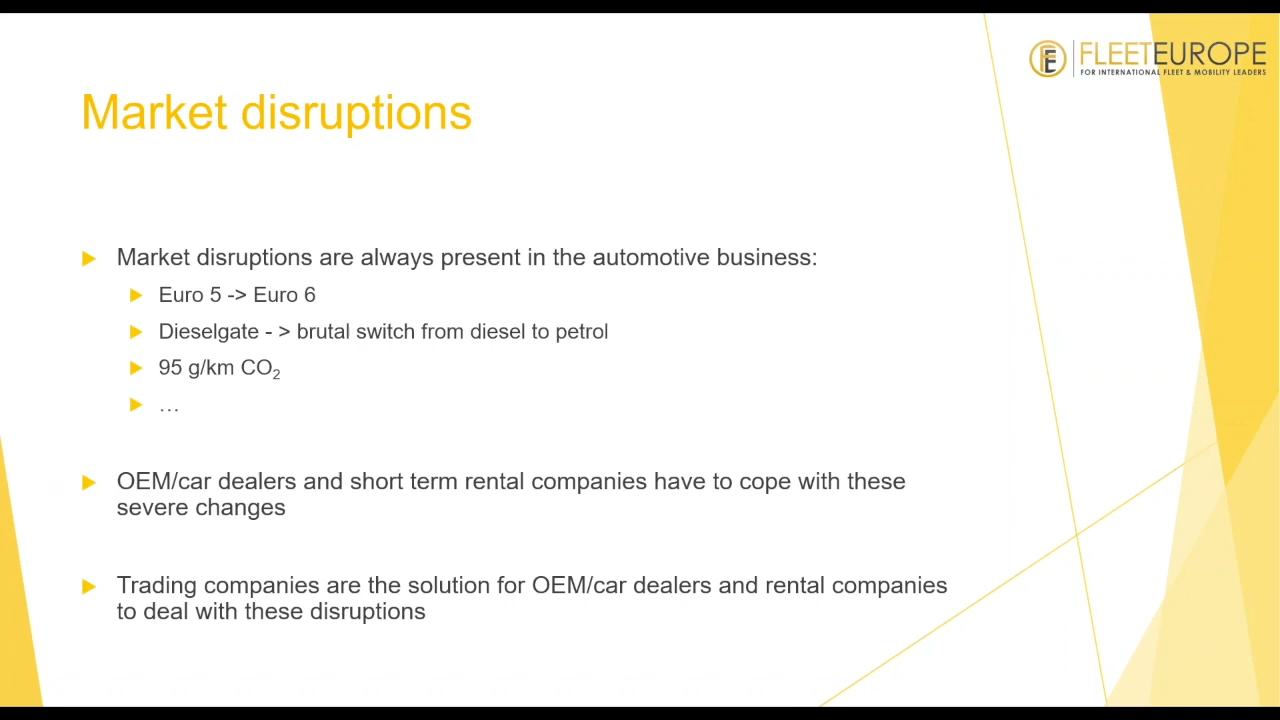 FLEETEUROPE
FOR INTERNATIONAL FLEET & MOBILITY LEADERS
Market disruptions
Market disruptions are always present in the automotive business:
Euro 5 -> Euro 6
Dieselgate - > brutal switch from diesel to petrol
95 g/km CO₂
…
OEM/car dealers and short term rental companies have to cope with these
severe changes
Trading companies are the solution for OEM/car dealers and rental companies
to deal with these disruptions